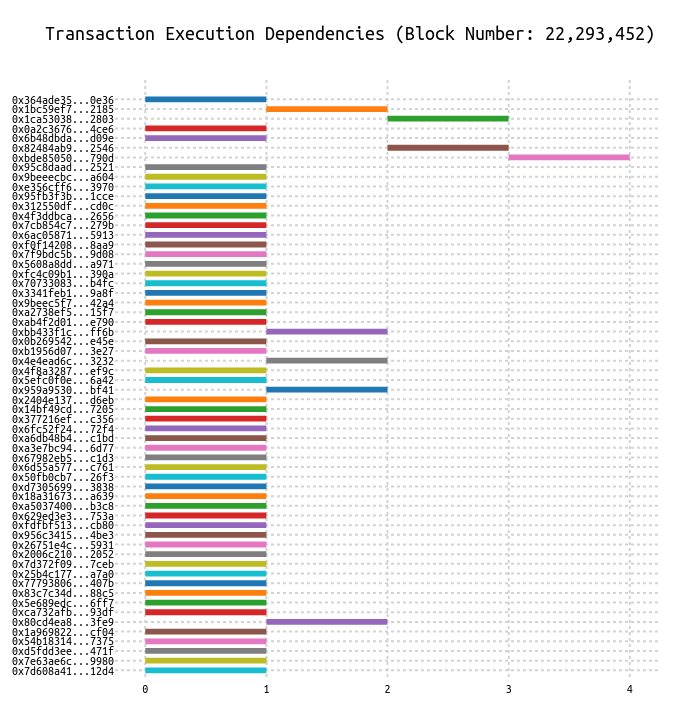 Transaction Execution Dependencies (Block Number: 22,293,452)
0x364ade35...0e36
0x1bc59ef7...2185
0x1ca53038...2803
0x0a2c3676...4ce6
0x6b48dbda...d09e
0x82484ab9...2546
0xbde85050...790d
0x95c8daad...2521
0x9beeecbc...a604
0xe356cff6...3970
0x95fb3f3b...1cce
0x312550df...cd0c
0x4f3ddbca...2656
0x7cb854c7...279b
0x6ac05871...5913
0xf0f14208...8aa9
0x7f9bdc5b...9d08
0x5608a8dd...a971
0xfc4c09b1...390a
0x70733083...b4fc
0x3341feb1...9a8f
0x9beec5f7...42a4
0xa2738ef5...15f7
0xab4f2d01...e790
0xbb433f1c...ff6b
0x0b269542...e45e
0xb1956d07...3e27
0x4e4ead6c...3232
0x4f8a3287...ef9c
0x5efc0f0e...6a42
0x959a9530...bf41
0x2404e137...d6eb
0x14bf49cd...7205
0x377216ef...c356
0x6fc52f24...72f4
0xa6db48b4...c1bd
0xa3e7bc94...6d77
0x67982eb5...c1d3
0x6d55a577...c761
0x50fb0cb7...26f3
0xd7305699...3838
0x18a31673...a639
0xa5037400...b3c8
0x629ed3e3...753a
0xfdfbf513...cb80
0x956c3415...4be3
0x26751e4c...5931
0x2006c210...2052
0x7d372f09...7ceb
0x25b4c177...a7a0
0x77793806...407b
0x83c7c34d...88c5
0x5e689edc...6ff7
0xca732afb...93df
0x80cd4ea8...3fe9
0x1a969822...cf04
0x54b18314...7375
0xd5fdd3ee...471f
0x7e63ae6c...9980
0x7d608a41...12d4
0 1 2 3 4